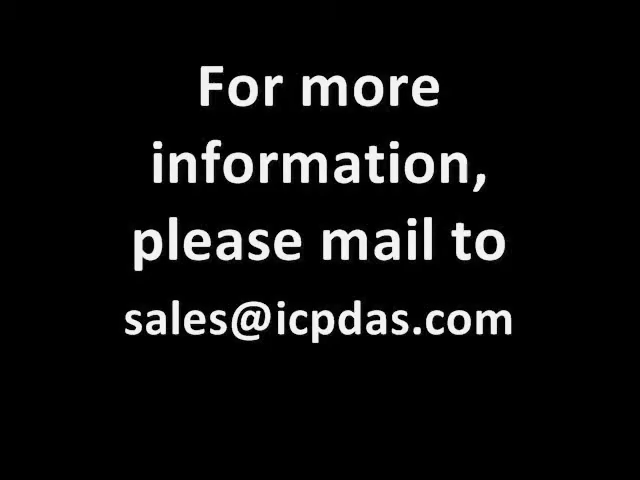 For more
information,
please mail to
sales@icpdas.com